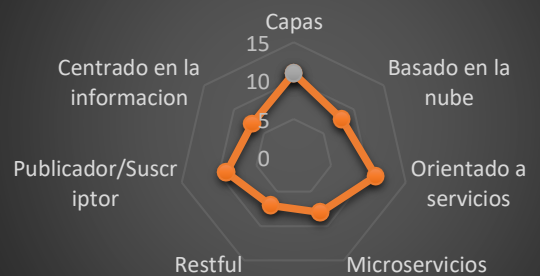 Capas
15
Centrado en la
informacion
10
Basado en la
nube
5
0
Publicador/Suscr
iptor
Orientado a
servicios
Restful
Microservicios